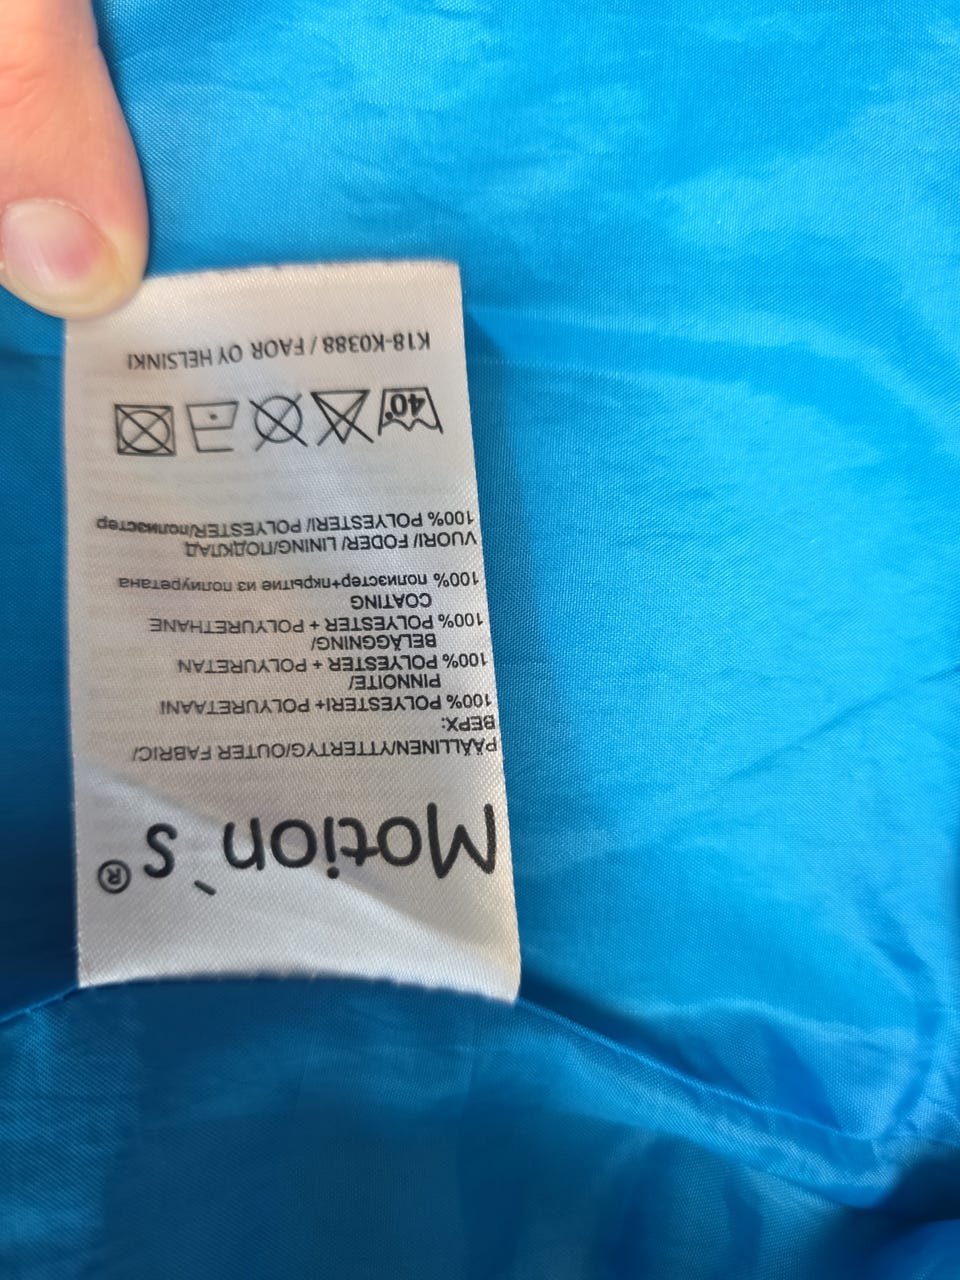 Motion`s®
PÄÄLLINEN/YTTERTYG/OUTER FABRIC/
ВЕРХ:
100% POLYESTERI+ POLYURETAANI
PINNOITE/
100% POLYESTER + POLYURETAN
BELÄGGNING/
100% POLYESTER + POLYURETHANE
COATING
100% полиэстер+пкрытие из полиуретана
VUORI/ FODER/ LINING/ПОДКЛАД
100% POLYESTERI/ POLYESTER/полиэстер
40°
K18-K0388 / FAOR OY HELSINKI